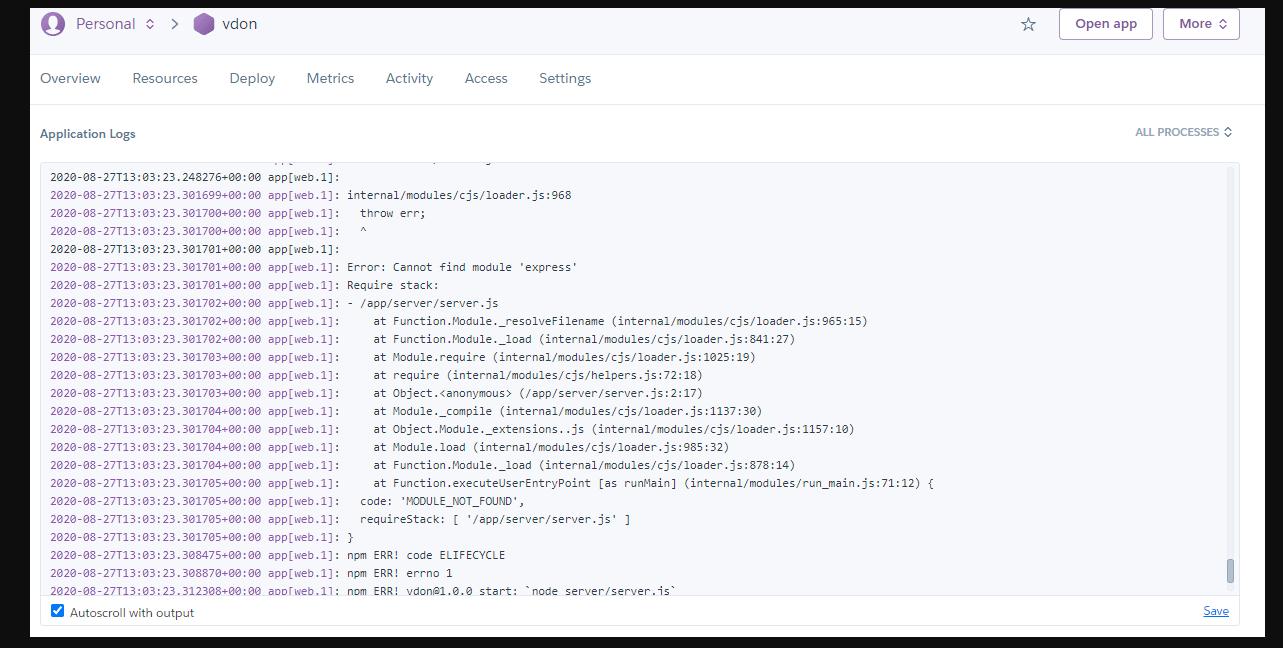 Personal vdon Open app More
Overview Resources Deploy Metrics Activity Access Settings
Application Logs ALL PROCESSES
2020-08-27T13:03:23.248276+00:00 app[web.1]:
2020-08-27T13:03:23.301699+00:00 app[web.1]: internal/modules/cjs/loader.js:968
2020-08-27T13:03:23.301700+00:00 app[web.1]:   throw err;
2020-08-27T13:03:23.301700+00:00 app[web.1]:   ^
2020-08-27T13:03:23.301701+00:00 app[web.1]:
2020-08-27T13:03:23.301701+00:00 app[web.1]: Error: Cannot find module 'express'
2020-08-27T13:03:23.301701+00:00 app[web.1]: Require stack:
2020-08-27T13:03:23.301702+00:00 app[web.1]: - /app/server/server.js
2020-08-27T13:03:23.301702+00:00 app[web.1]:     at Function.Module._resolveFilename (internal/modules/cjs/loader.js:965:15)
2020-08-27T13:03:23.301702+00:00 app[web.1]:     at Function.Module._load (internal/modules/cjs/loader.js:841:27)
2020-08-27T13:03:23.301703+00:00 app[web.1]:     at Module.require (internal/modules/cjs/loader.js:1025:19)
2020-08-27T13:03:23.301703+00:00 app[web.1]:     at require (internal/modules/cjs/helpers.js:72:18)
2020-08-27T13:03:23.301703+00:00 app[web.1]:     at Object.<anonymous> (/app/server/server.js:2:17)
2020-08-27T13:03:23.301704+00:00 app[web.1]:     at Module._compile (internal/modules/cjs/loader.js:1137:30)
2020-08-27T13:03:23.301704+00:00 app[web.1]:     at Object.Module._extensions..js (internal/modules/cjs/loader.js:1157:10)
2020-08-27T13:03:23.301704+00:00 app[web.1]:     at Module.load (internal/modules/cjs/loader.js:985:32)
2020-08-27T13:03:23.301704+00:00 app[web.1]:     at Function.Module._load (internal/modules/cjs/loader.js:878:14)
2020-08-27T13:03:23.301705+00:00 app[web.1]:     at Function.executeUserEntryPoint [as runMain] (internal/modules/run_main.js:71:12) {
2020-08-27T13:03:23.301705+00:00 app[web.1]:   code: 'MODULE_NOT_FOUND',
2020-08-27T13:03:23.301705+00:00 app[web.1]:   requireStack: [ '/app/server/server.js' ]
2020-08-27T13:03:23.301705+00:00 app[web.1]: }
2020-08-27T13:03:23.308475+00:00 app[web.1]: npm ERR! code ELIFECYCLE
2020-08-27T13:03:23.308870+00:00 app[web.1]: npm ERR! errno 1
2020-08-27T13:03:23.312308+00:00 app[web.1]: npm ERR! vdon@1.0.0 start: `node server/server.js`
Autoscroll with output Save